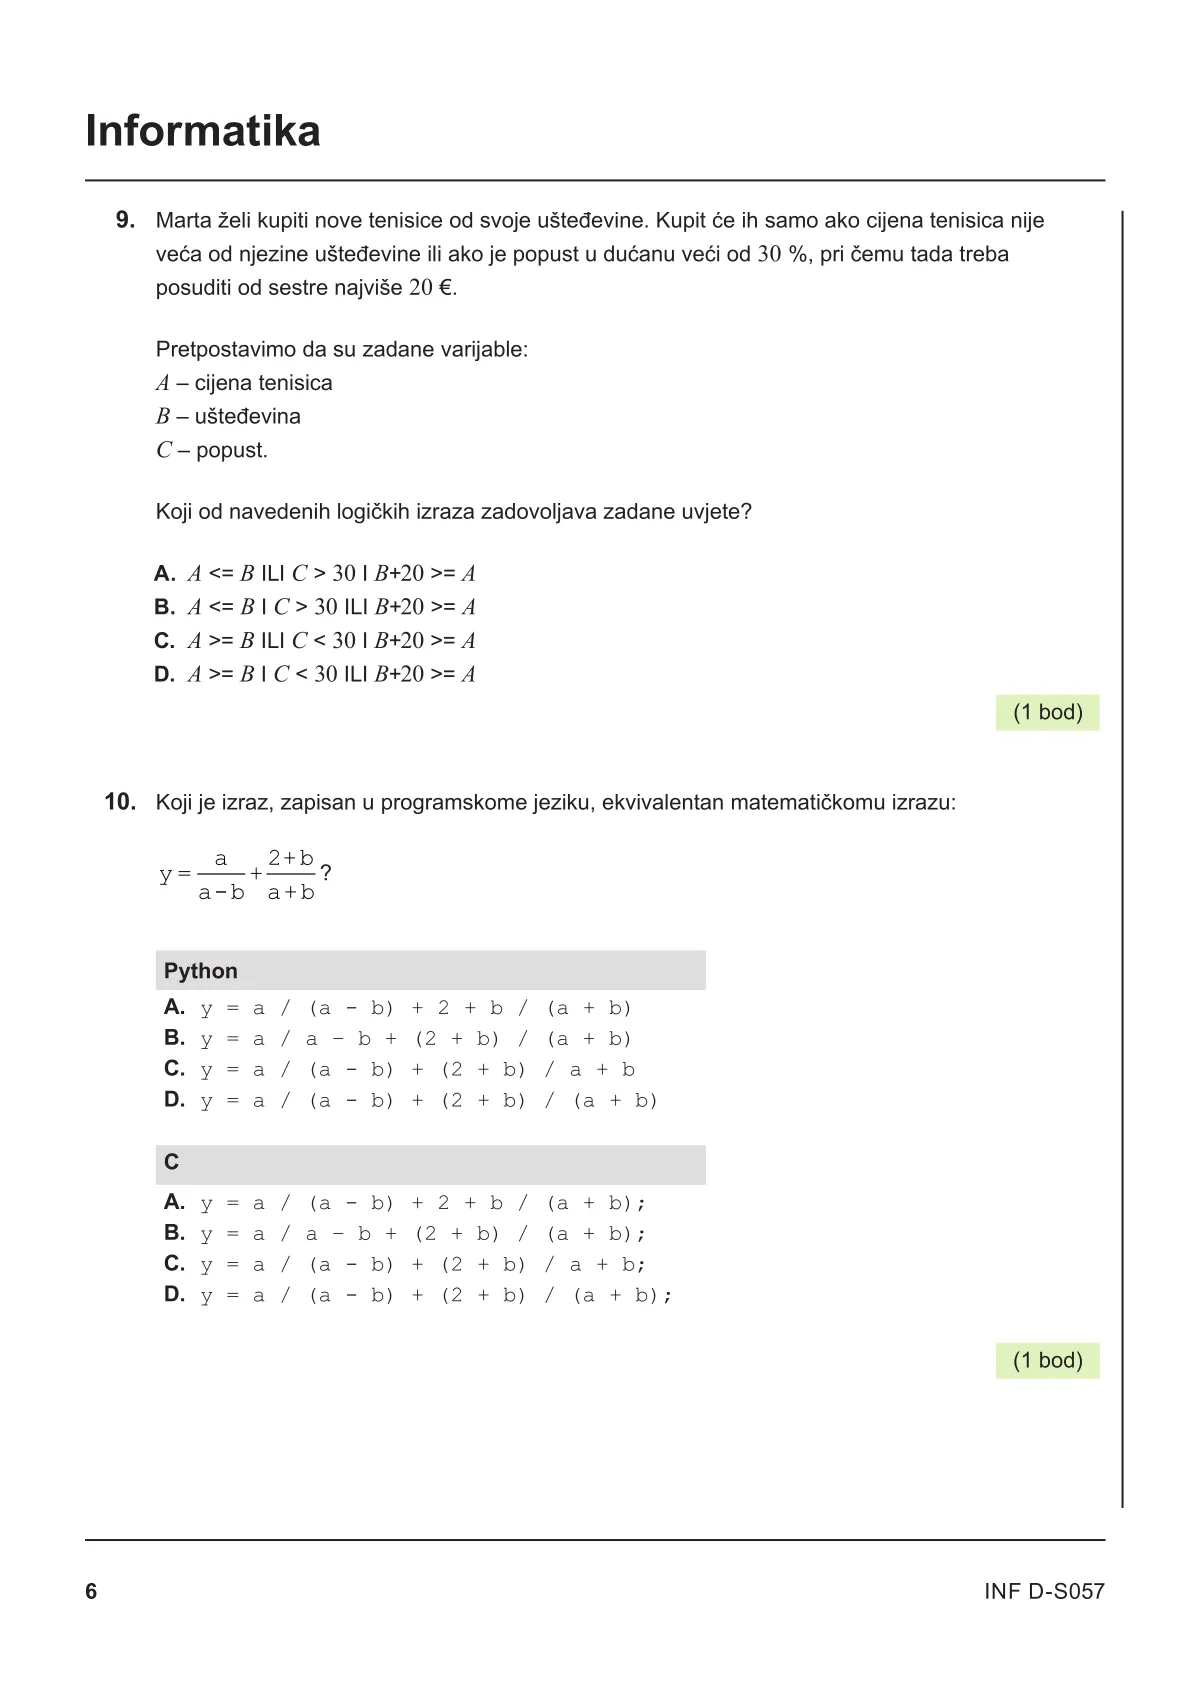 Informatika
9. Marta želi kupiti nove tenisice od svoje ušteđevine. Kupit će ih samo ako cijena tenisica nije
veća od njezine ušteđevine ili ako je popust u dućanu veći od 30 %, pri čemu tada treba
posuditi od sestre najviše 20 €.
Pretpostavimo da su zadane varijable:
A – cijena tenisica
B – ušteđevina
C – popust.
Koji od navedenih logičkih izraza zadovoljava zadane uvjete?
A. A <= B ILI C > 30 I B+20 >= A
B. A <= B I C > 30 ILI B+20 >= A
C. A >= B ILI C < 30 I B+20 >= A
D. A >= B I C < 30 ILI B+20 >= A
(1 bod)
10. Koji je izraz, zapisan u programskome jeziku, ekvivalentan matematičkomu izrazu:
y = a / a-b + 2+b / a+b ?
Python
A. y = a / (a - b) + 2 + b / (a + b)
B. y = a / a – b + (2 + b) / (a + b)
C. y = a / (a - b) + (2 + b) / a + b
D. y = a / (a - b) + (2 + b) / (a + b)
C
A. y = a / (a - b) + 2 + b / (a + b);
B. y = a / a – b + (2 + b) / (a + b);
C. y = a / (a - b) + (2 + b) / a + b;
D. y = a / (a - b) + (2 + b) / (a + b);
(1 bod)
6
INF D-S057